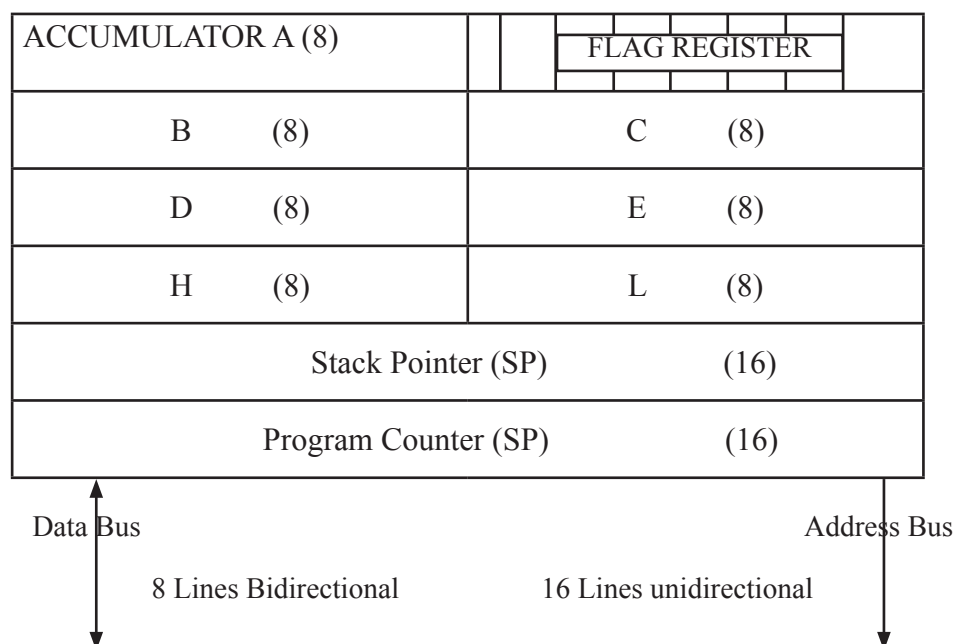 ACCUMULATOR A (8) FLAG REGISTER
B (8) C (8)
D (8) E (8)
H (8) L (8)
Stack Pointer (SP) (16)
Program Counter (SP) (16)
Data Bus Address Bus
8 Lines Bidirectional 16 Lines unidirectional